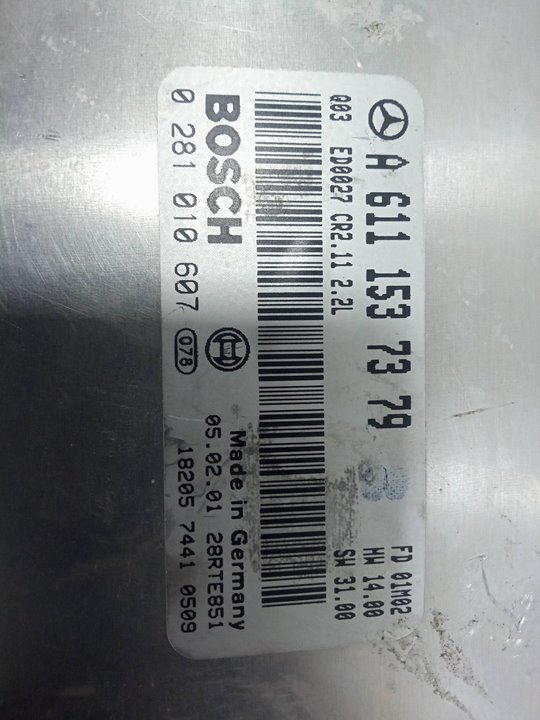 A 611 153 73 79
Q03 ED0027 CR2.11 2.2L
FD 01M02
HW 14.00
SW 31.00
BOSCH
Made in Germany
0 281 010 607 078
05.02.01 28RTE851
18205 7441 0509